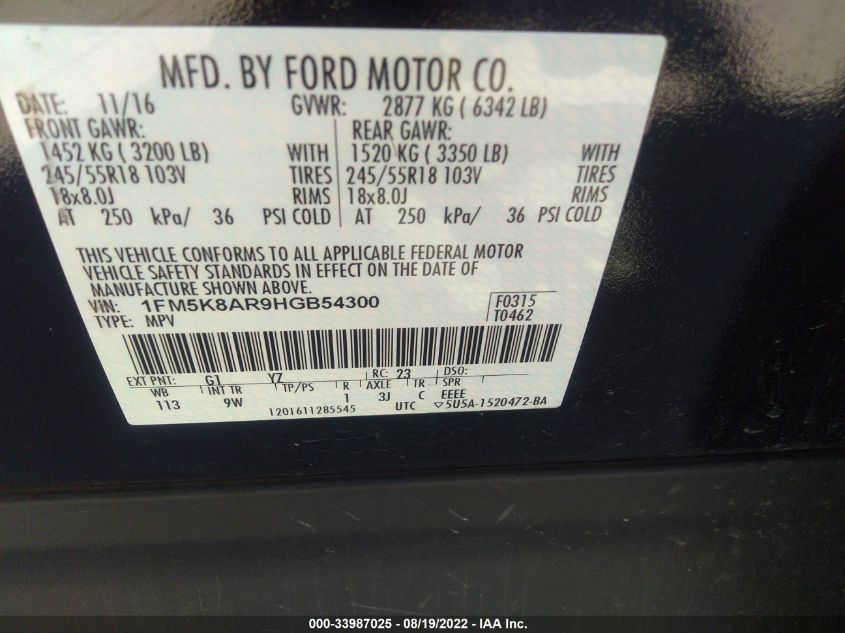 MFD. BY FORD MOTOR CO.
DATE: 11/16 GVWR: 2877 KG ( 6342 LB)
FRONT GAWR: REAR GAWR:
1452 KG ( 3200 LB) WITH 1520 KG ( 3350 LB) WITH
245/55R18 103V TIRES 245/55R18 103V TIRES
18x8.0J RIMS 18x8.0J RIMS
AT 250 kPa/ 36 PSI COLD AT 250 kPa/ 36 PSI COLD
THIS VEHICLE CONFORMS TO ALL APPLICABLE FEDERAL MOTOR
VEHICLE SAFETY STANDARDS IN EFFECT ON THE DATE OF
MANUFACTURE SHOWN ABOVE.
VIN: 1FM5K8AR9HGB54300 F0315
TYPE: MPV T0462
EXT PNT: G1 Y7 RC: 23 DSO:
WB INT TR TP/PS R AXLE TR SPR
113 9W 1 3J C EEEE
1201611285545 UTC ▽5U5A-1520472-BA
000-33987025 - 08/19/2022 - IAA Inc.